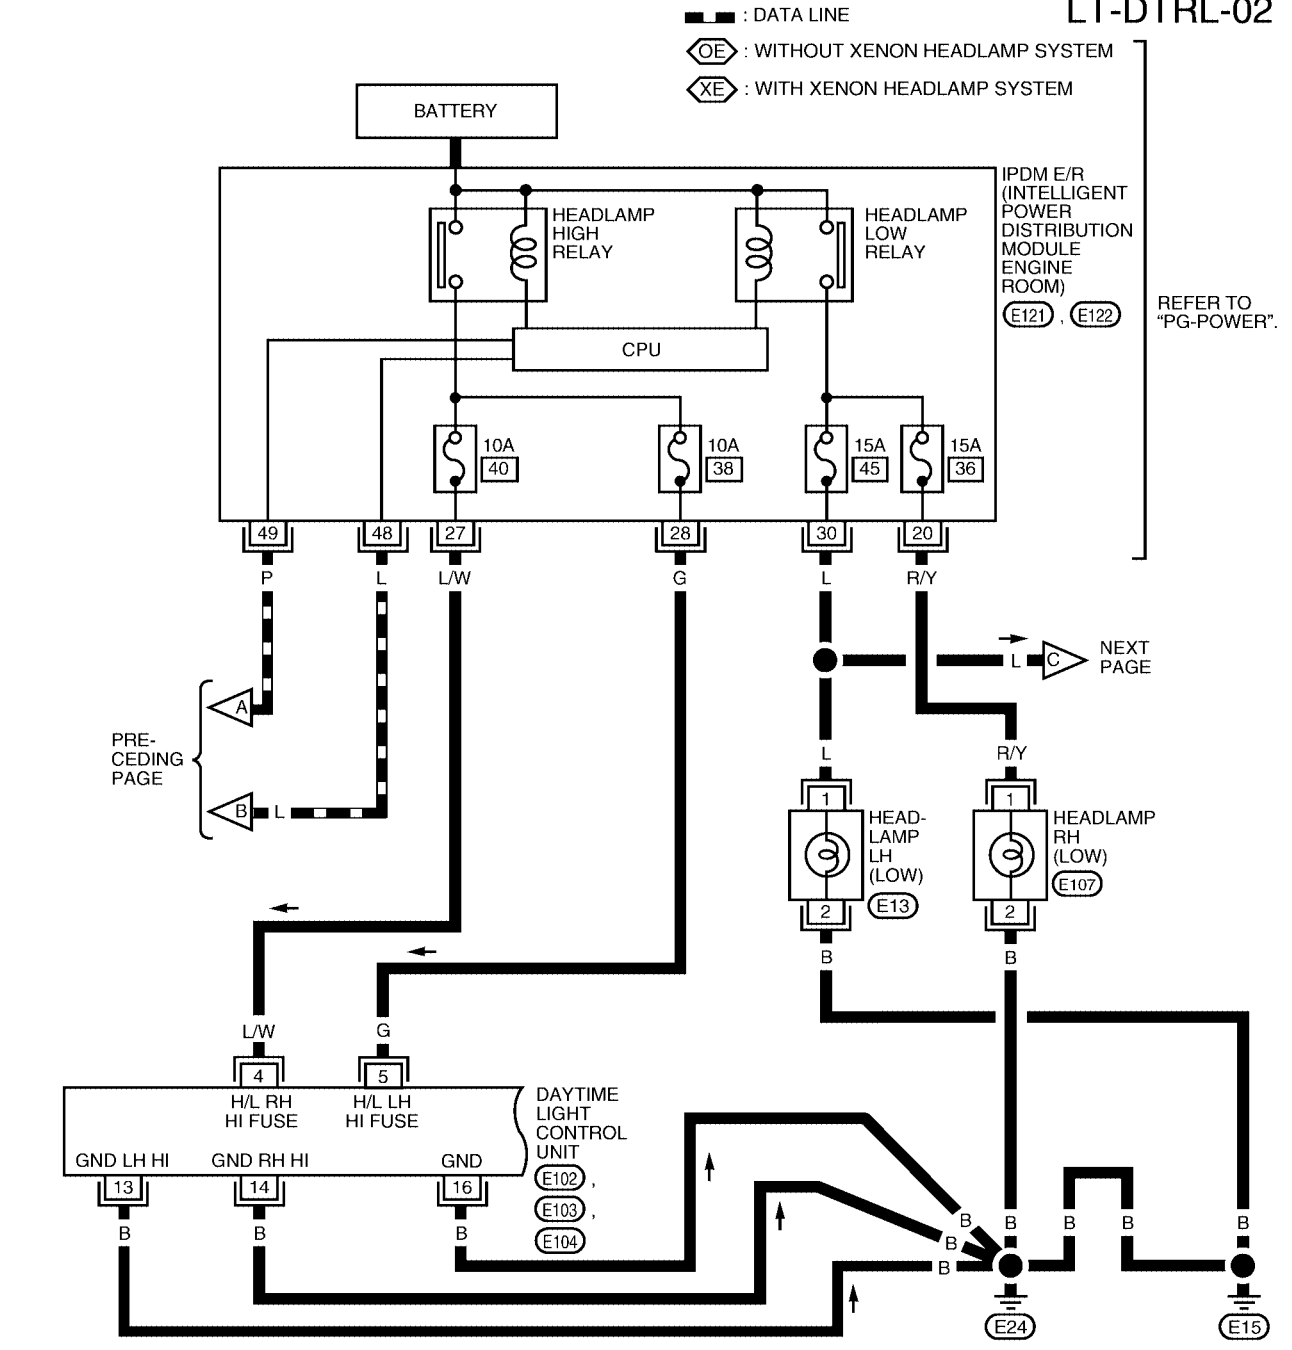 LT-DTRL-02
: DATA LINE
OE : WITHOUT XENON HEADLAMP SYSTEM
XE : WITH XENON HEADLAMP SYSTEM
BATTERY
IPDM E/R
(INTELLIGENT
POWER
DISTRIBUTION
MODULE
ENGINE
ROOM)
E121 , E122
REFER TO
“PG-POWER”.
HEADLAMP
HIGH
RELAY
HEADLAMP
LOW
RELAY
CPU
10A
40
10A
38
15A
45
15A
36
49 48 27 28 30 20
P L L/W G L R/Y
L C
NEXT
PAGE
A
PRE-
CEDING
PAGE
B L
L R/Y
1 1
HEAD-
LAMP
LH
(LOW)
E13
HEADLAMP
RH
(LOW)
E107
2 2
B B
L/W G
4 5
H/L RH
HI FUSE
H/L LH
HI FUSE
DAYTIME
LIGHT
CONTROL
UNIT
E102 ,
E103 ,
E104
GND LH HI GND RH HI GND
13 14 16
B B B
B B B B B
B
B
E24 E15